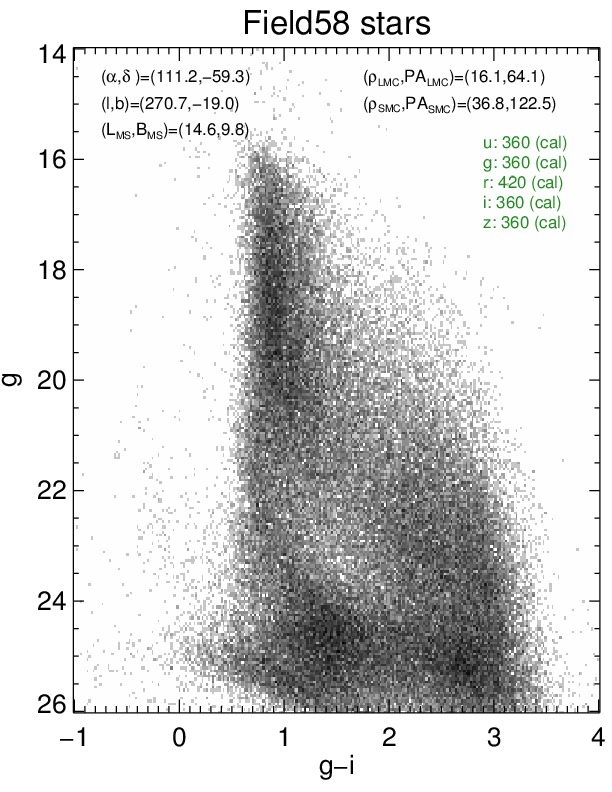 Field58 stars
(α,δ )=(111.2,−59.3)
(ρLMC,PALMC)=(16.1,64.1)
(l,b)=(270.7,−19.0)
(ρSMC,PASMC)=(36.8,122.5)
(LMS,BMS)=(14.6,9.8)
u: 360 (cal)
g: 360 (cal)
r: 420 (cal)
i: 360 (cal)
z: 360 (cal)
14
16
18
20
22
24
26
g
−1 0 1 2 3 4
g−i